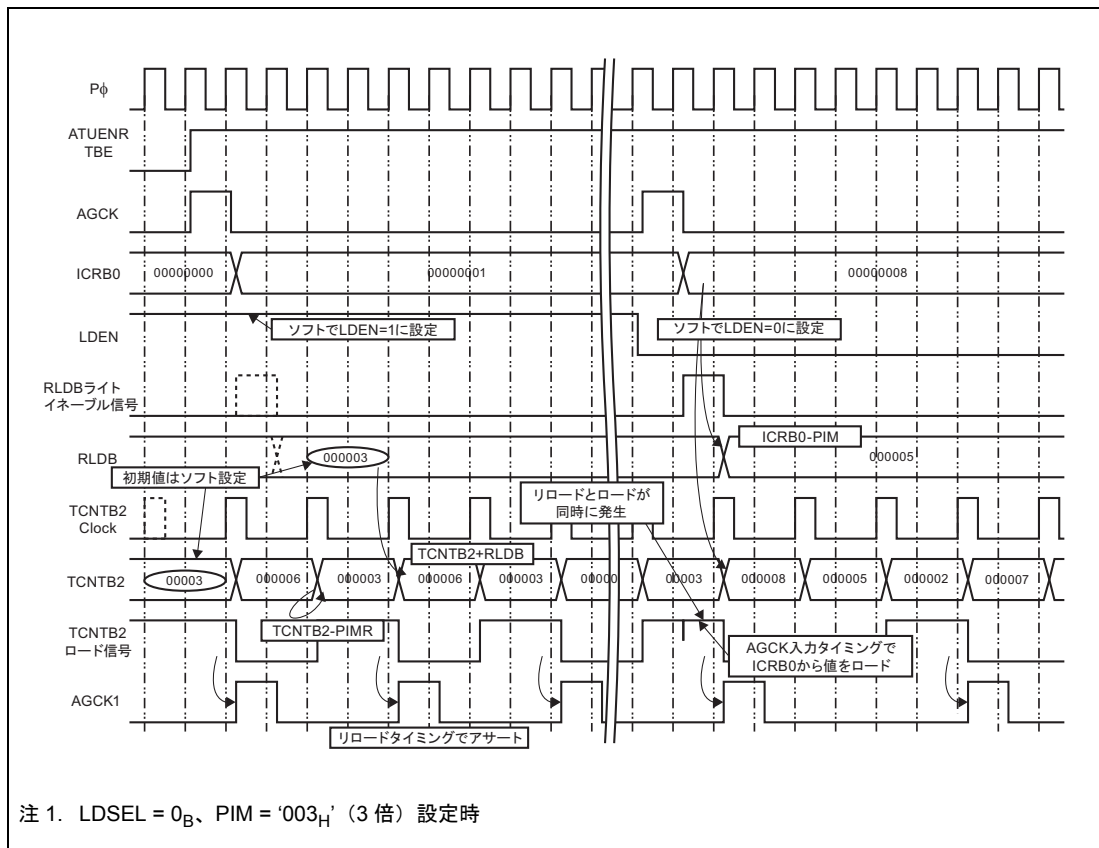 Pφ
ATUENR
TBE
AGCK
ICRB0
00000000
00000001
00000008
LDEN
ソフトでLDEN=1に設定
ソフトでLDEN=0に設定
RLDBライト
イネーブル信号
RLDB
000003
ICRB0-PIM
000005
初期値はソフト設定
リロードとロードが
同時に発生
TCNTB2
Clock
TCNTB2+RLDB
TCNTB2
00003
000006
000003
000006
000003
00000
00003
000008
000005
000002
000007
TCNTB2-PIMR
TCNTB2
ロード信号
AGCK入力タイミングで
ICRB0から値をロード
AGCK1
リロードタイミングでアサート
注 1. LDSEL = 0B、PIM = ‘003H’（3 倍）設定時